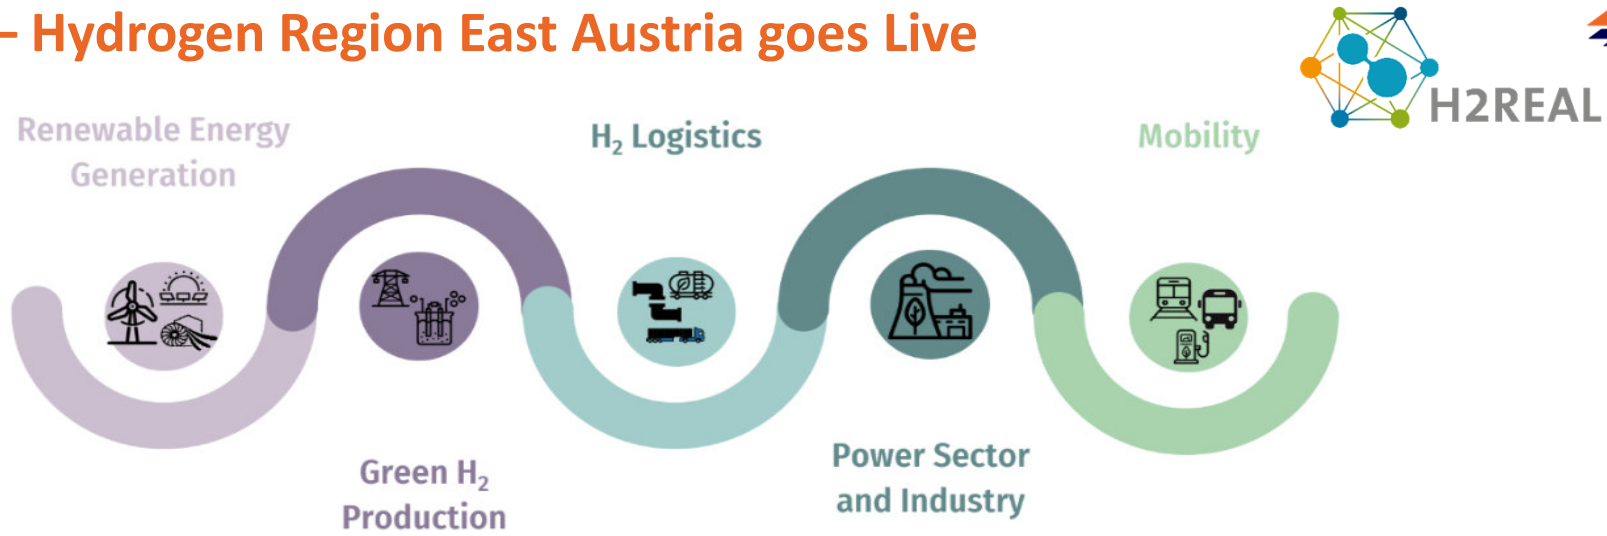 – Hydrogen Region East Austria goes Live
H2REAL
Renewable Energy
Generation
H₂ Logistics
Mobility
Green H₂
Production
Power Sector
and Industry